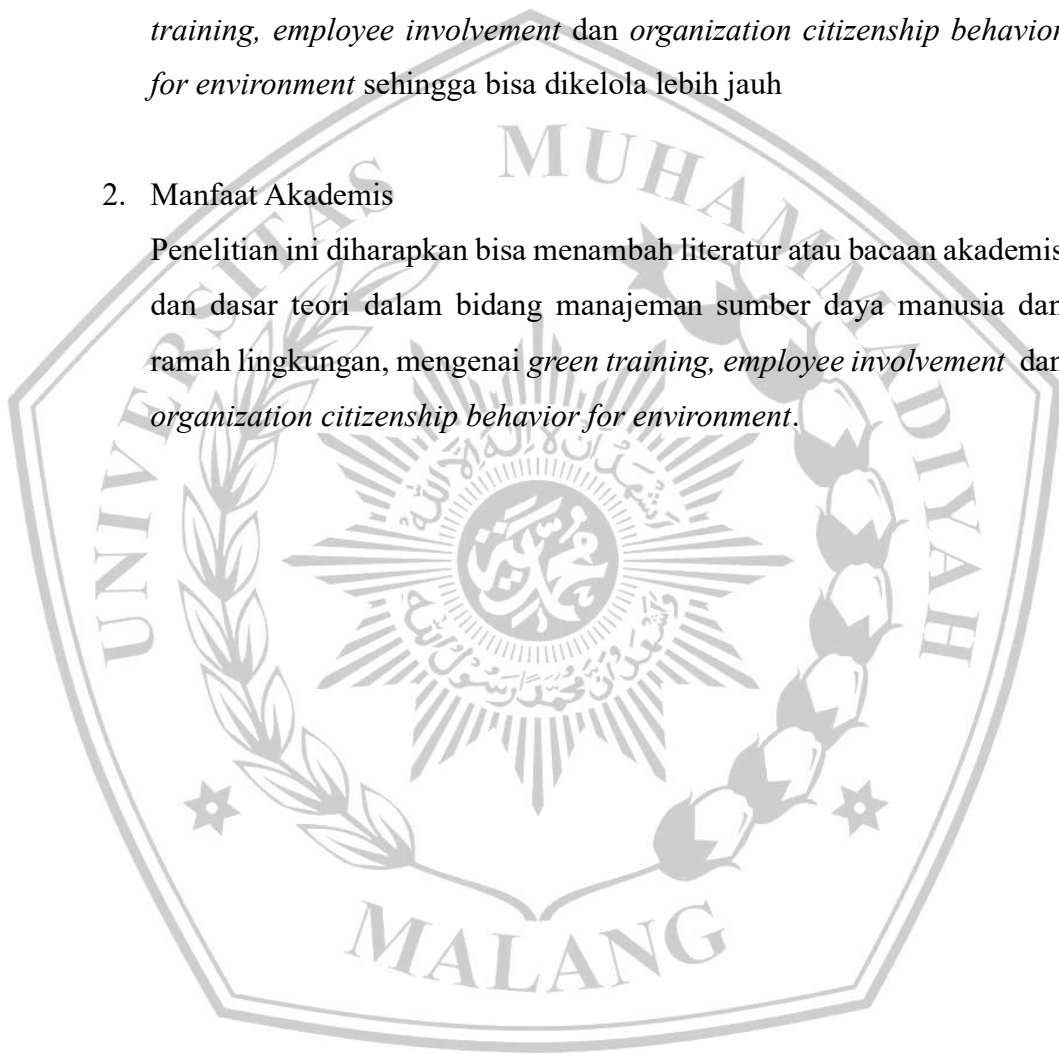 training, employee involvement dan organization citizenship behavior
for environment sehingga bisa dikelola lebih jauh
2. Manfaat Akademis
Penelitian ini diharapkan bisa menambah literatur atau bacaan akademis
dan dasar teori dalam bidang manajeman sumber daya manusia dan
ramah lingkungan, mengenai green training, employee involvement dan
organization citizenship behavior for environment.
UNIVERSITAS MUHAMMADIYAH
MALANG